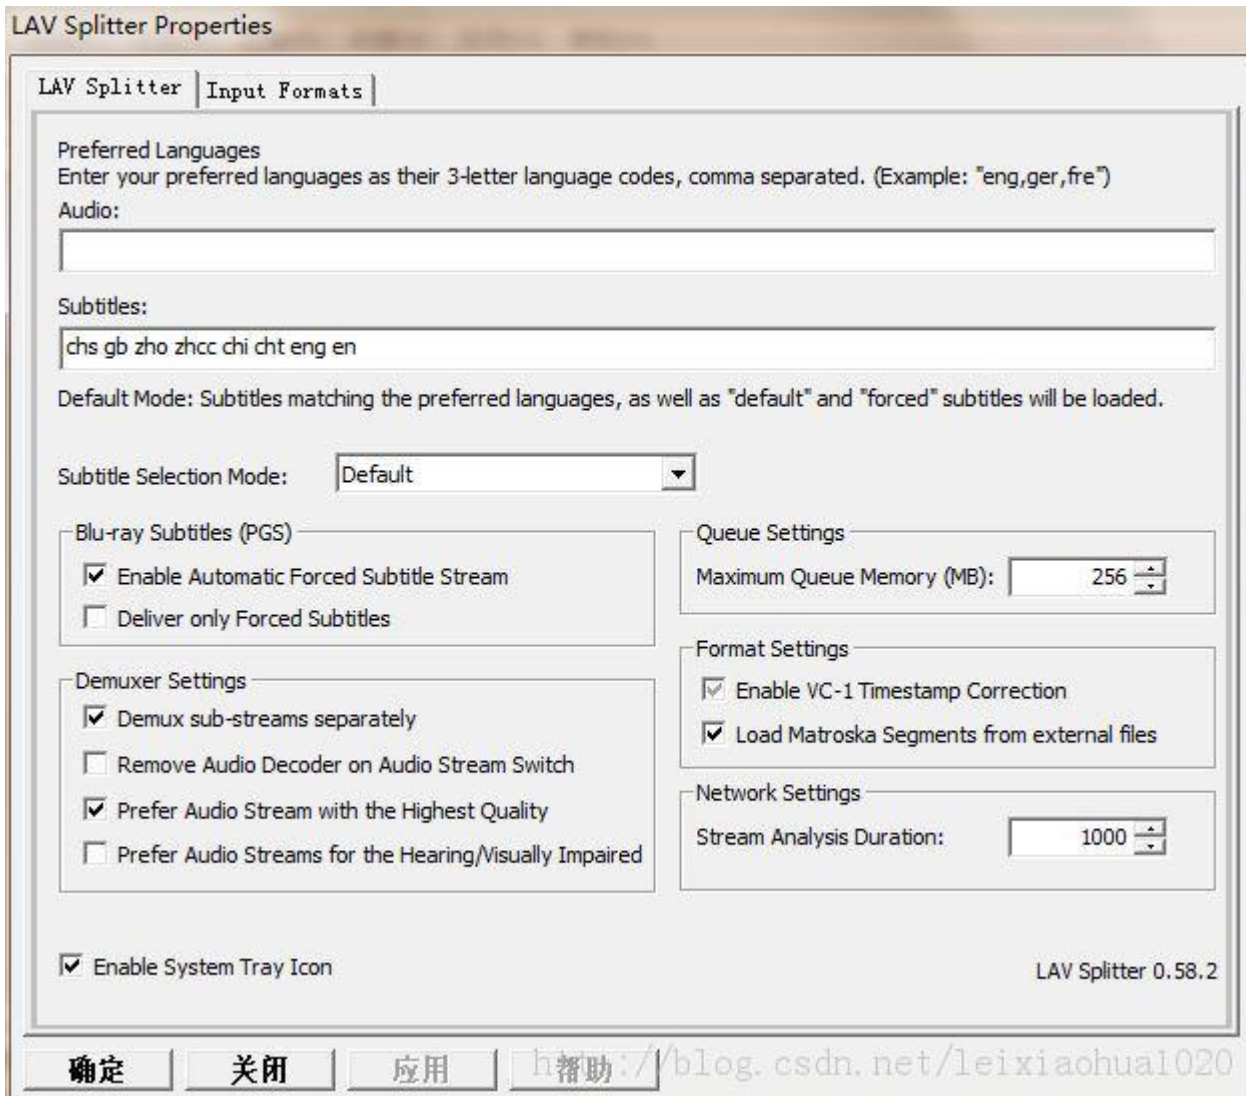 LAV Splitter Properties
LAV Splitter
Input Formats
Preferred Languages
Enter your preferred languages as their 3-letter language codes, comma separated. (Example: "eng,ger,fre")
Audio:
Subtitles:
chs gb zho zhcc chi cht eng en
Default Mode: Subtitles matching the preferred languages, as well as "default" and "forced" subtitles will be loaded.
Subtitle Selection Mode:
Default
Blu-ray Subtitles (PGS)
Enable Automatic Forced Subtitle Stream
Deliver only Forced Subtitles
Queue Settings
Maximum Queue Memory (MB):
256
Demuxer Settings
Demux sub-streams separately
Remove Audio Decoder on Audio Stream Switch
Prefer Audio Stream with the Highest Quality
Prefer Audio Streams for the Hearing/Visually Impaired
Format Settings
Enable VC-1 Timestamp Correction
Load Matroska Segments from external files
Network Settings
Stream Analysis Duration:
1000
Enable System Tray Icon
LAV Splitter 0.58.2
确定
关闭
应用
帮助
http://blog.csdn.net/leixiaohua1020